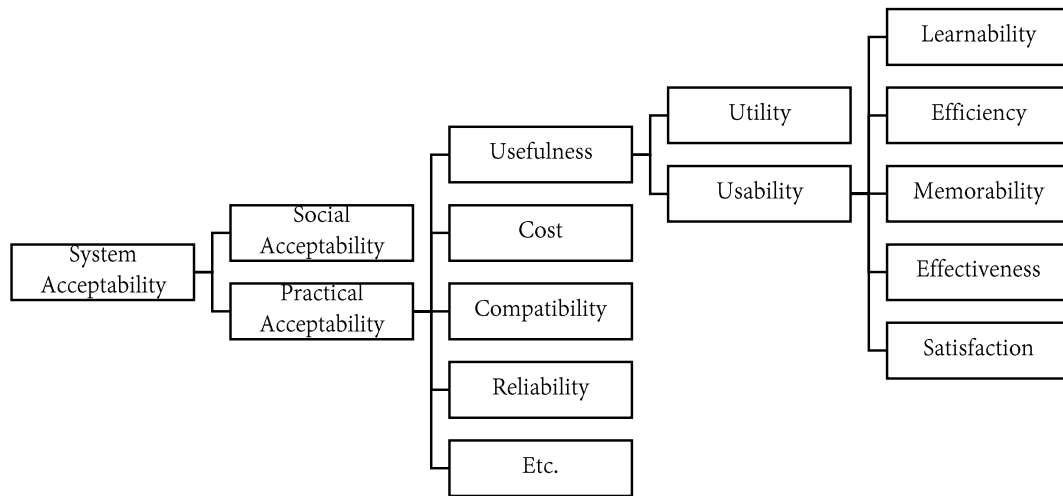 System
Acceptability
Social
Acceptability
Practical
Acceptability
Usefulness
Cost
Compatibility
Reliability
Etc.
Utility
Usability
Learnability
Efficiency
Memorability
Effectiveness
Satisfaction